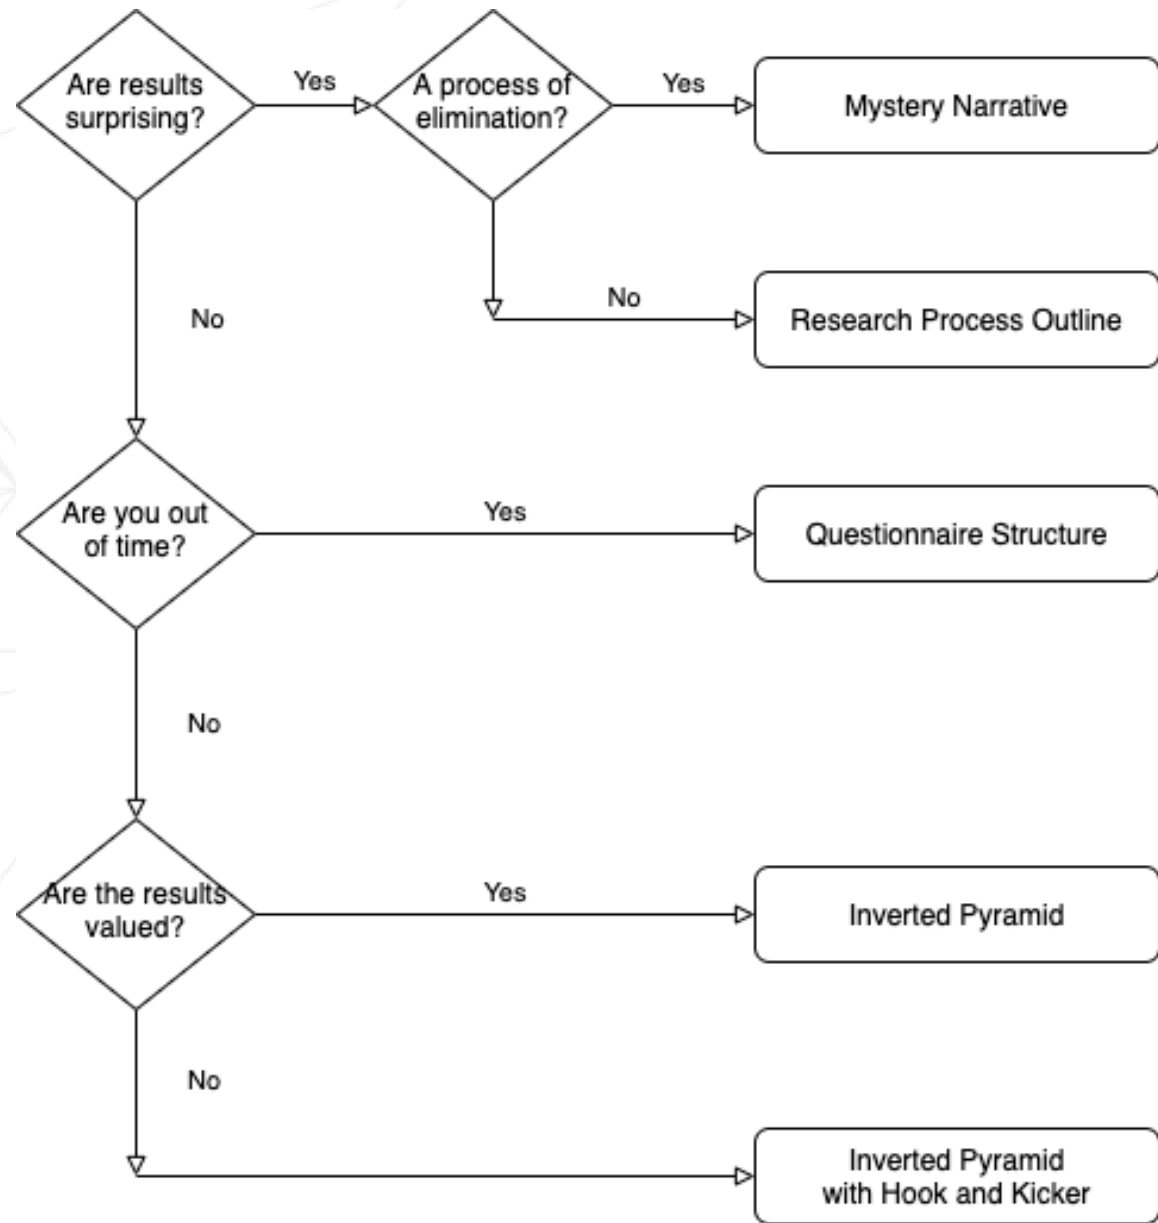 Are results
surprising?
Yes
A process of
elimination?
Yes
Mystery Narrative
No
No
Research Process Outline
Are you out
of time?
Yes
Questionnaire Structure
No
Are the results
valued?
Yes
Inverted Pyramid
No
Inverted Pyramid
with Hook and Kicker